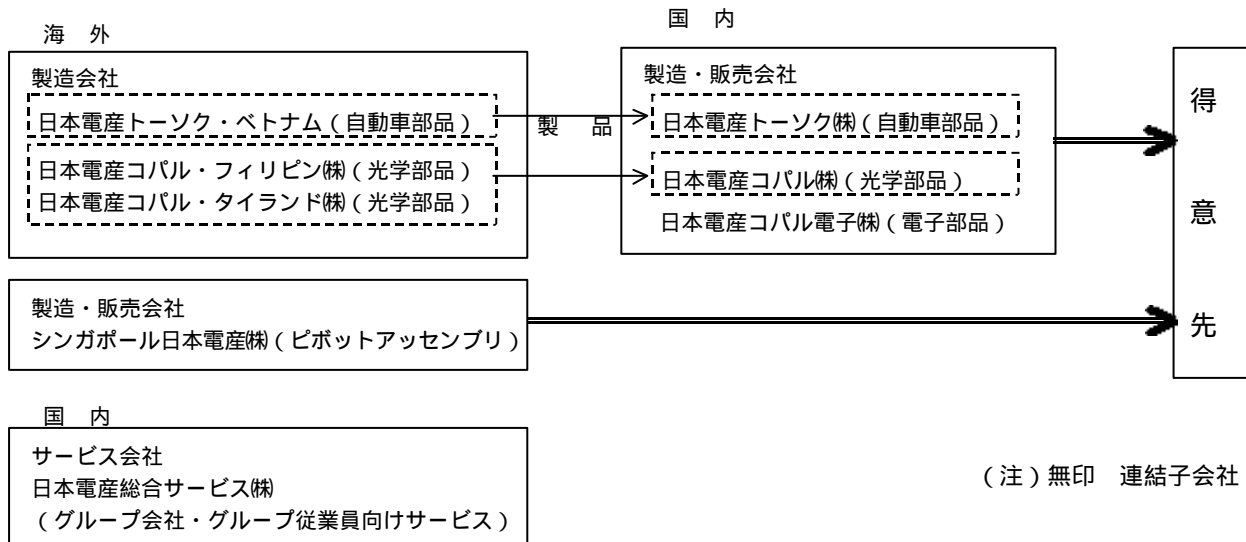 海 外
製造会社
日本電産トーソク・ベトナム（自動車部品）
日本電産コパル・フィリピン㈱（光学部品）
日本電産コパル・タイランド㈱（光学部品）
製 品
国 内
製造・販売会社
日本電産トーソク㈱（自動車部品）
日本電産コパル㈱（光学部品）
日本電産コパル電子㈱（電子部品）
得
意
先
製造・販売会社
シンガポール日本電産㈱（ピボットアッセンブリ）
国 内
サービス会社
日本電産総合サービス㈱
（グループ会社・グループ従業員向けサービス）
（注）無印 連結子会社